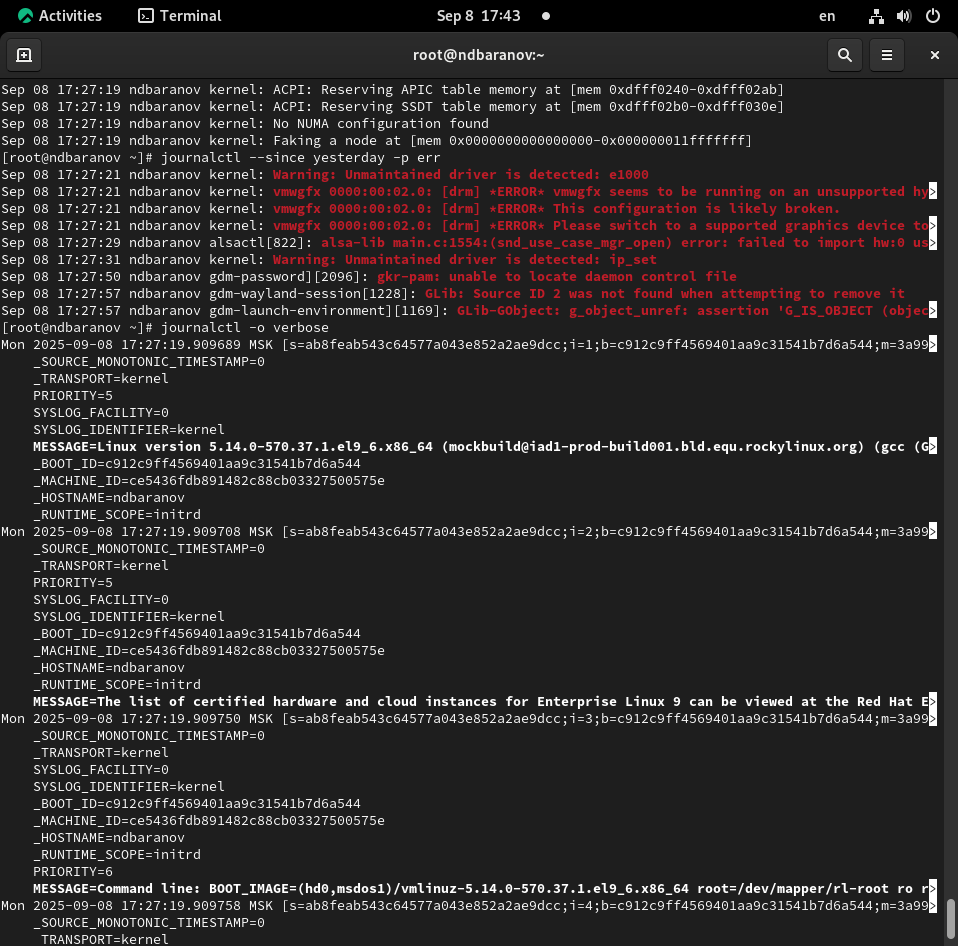 Activities Terminal Sep 8 17:43 en
root@ndbaranov:~
Sep 08 17:27:19 ndbaranov kernel: ACPI: Reserving APIC table memory at [mem 0xdfff0240-0xdfff02ab]
Sep 08 17:27:19 ndbaranov kernel: ACPI: Reserving SSDT table memory at [mem 0xdfff02b0-0xdfff030e]
Sep 08 17:27:19 ndbaranov kernel: No NUMA configuration found
Sep 08 17:27:19 ndbaranov kernel: Faking a node at [mem 0x0000000000000000-0x000000011fffffff]
[root@ndbaranov ~]# journalctl --since yesterday -p err
Sep 08 17:27:21 ndbaranov kernel: Warning: Unmaintained driver is detected: e1000
Sep 08 17:27:21 ndbaranov kernel: vmwgfx 0000:00:02.0: [drm] *ERROR* vmwgfx seems to be running on an unsupported hy>
Sep 08 17:27:21 ndbaranov kernel: vmwgfx 0000:00:02.0: [drm] *ERROR* This configuration is likely broken.
Sep 08 17:27:21 ndbaranov kernel: vmwgfx 0000:00:02.0: [drm] *ERROR* Please switch to a supported graphics device to>
Sep 08 17:27:29 ndbaranov alsactl[822]: alsa-lib main.c:1554:(snd_use_case_mgr_open) error: failed to import hw:0 us>
Sep 08 17:27:31 ndbaranov kernel: Warning: Unmaintained driver is detected: ip_set
Sep 08 17:27:50 ndbaranov gdm-password][2096]: gkr-pam: unable to locate daemon control file
Sep 08 17:27:57 ndbaranov gdm-wayland-session[1228]: GLib: Source ID 2 was not found when attempting to remove it
Sep 08 17:27:57 ndbaranov gdm-launch-environment][1169]: GLib-GObject: g_object_unref: assertion 'G_IS_OBJECT (objec>
[root@ndbaranov ~]# journalctl -o verbose
Mon 2025-09-08 17:27:19.909689 MSK [s=ab8feab543c64577a043e852a2ae9dcc;i=1;b=c912c9ff4569401aa9c31541b7d6a544;m=3a99>
_SOURCE_MONOTONIC_TIMESTAMP=0
_TRANSPORT=kernel
PRIORITY=5
SYSLOG_FACILITY=0
SYSLOG_IDENTIFIER=kernel
MESSAGE=Linux version 5.14.0-570.37.1.el9_6.x86_64 (mockbuild@iad1-prod-build001.bld.equ.rockylinux.org) (gcc (G>
_BOOT_ID=c912c9ff4569401aa9c31541b7d6a544
_MACHINE_ID=ce5436fdb891482c88cb03327500575e
_HOSTNAME=ndbaranov
_RUNTIME_SCOPE=initrd
Mon 2025-09-08 17:27:19.909708 MSK [s=ab8feab543c64577a043e852a2ae9dcc;i=2;b=c912c9ff4569401aa9c31541b7d6a544;m=3a99>
_SOURCE_MONOTONIC_TIMESTAMP=0
_TRANSPORT=kernel
PRIORITY=5
SYSLOG_FACILITY=0
SYSLOG_IDENTIFIER=kernel
_BOOT_ID=c912c9ff4569401aa9c31541b7d6a544
_MACHINE_ID=ce5436fdb891482c88cb03327500575e
_HOSTNAME=ndbaranov
_RUNTIME_SCOPE=initrd
MESSAGE=The list of certified hardware and cloud instances for Enterprise Linux 9 can be viewed at the Red Hat E>
Mon 2025-09-08 17:27:19.909750 MSK [s=ab8feab543c64577a043e852a2ae9dcc;i=3;b=c912c9ff4569401aa9c31541b7d6a544;m=3a99>
_SOURCE_MONOTONIC_TIMESTAMP=0
_TRANSPORT=kernel
SYSLOG_FACILITY=0
SYSLOG_IDENTIFIER=kernel
_BOOT_ID=c912c9ff4569401aa9c31541b7d6a544
_MACHINE_ID=ce5436fdb891482c88cb03327500575e
_HOSTNAME=ndbaranov
_RUNTIME_SCOPE=initrd
PRIORITY=6
MESSAGE=Command line: BOOT_IMAGE=(hd0,msdos1)/vmlinuz-5.14.0-570.37.1.el9_6.x86_64 root=/dev/mapper/rl-root ro r>
Mon 2025-09-08 17:27:19.909758 MSK [s=ab8feab543c64577a043e852a2ae9dcc;i=4;b=c912c9ff4569401aa9c31541b7d6a544;m=3a99>
_SOURCE_MONOTONIC_TIMESTAMP=0
_TRANSPORT=kernel